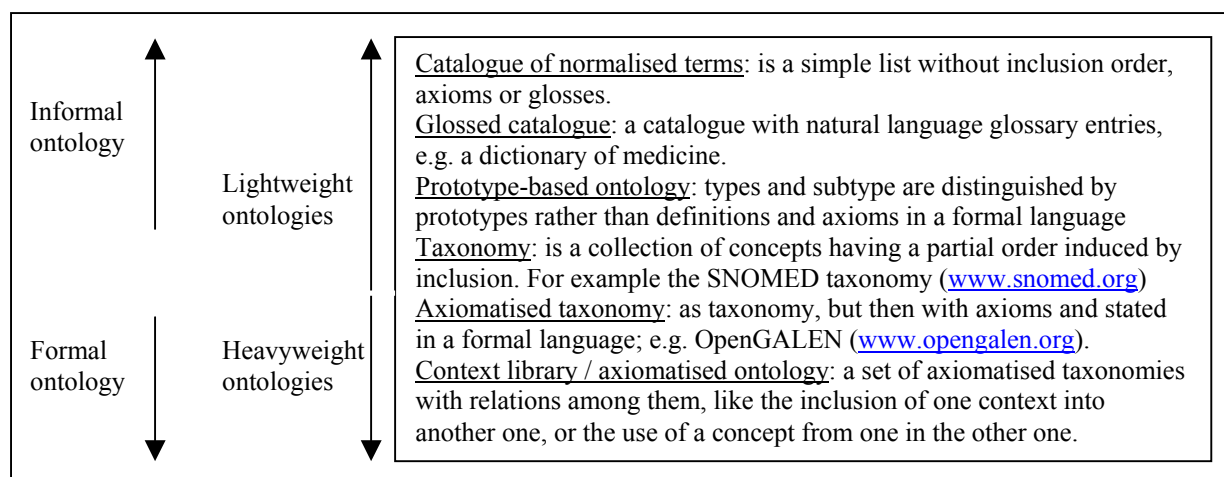 Informal
ontology
Lightweight
ontologies
Formal
ontology
Heavyweight
ontologies
Catalogue of normalised terms: is a simple list without inclusion order,
axioms or glosses.
Glossed catalogue: a catalogue with natural language glossary entries,
e.g. a dictionary of medicine.
Prototype-based ontology: types and subtype are distinguished by
prototypes rather than definitions and axioms in a formal language
Taxonomy: is a collection of concepts having a partial order induced by
inclusion. For example the SNOMED taxonomy (www.snomed.org)
Axiomatised taxonomy: as taxonomy, but then with axioms and stated
in a formal language; e.g. OpenGALEN (www.opengalen.org).
Context library / axiomatised ontology: a set of axiomatised taxonomies
with relations among them, like the inclusion of one context into
another one, or the use of a concept from one in the other one.